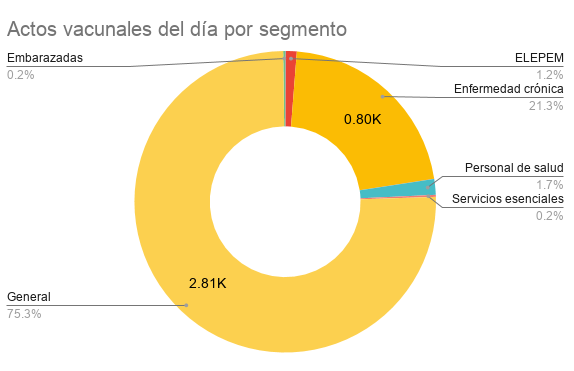 Actos vacunales del día por segmento
Embarazadas
0.2%
ELEPEM
1.2%
Enfermedad crónica
21.3%
0.80K
Personal de salud
1.7%
Servicios esenciales
0.2%
2.81K
General
75.3%